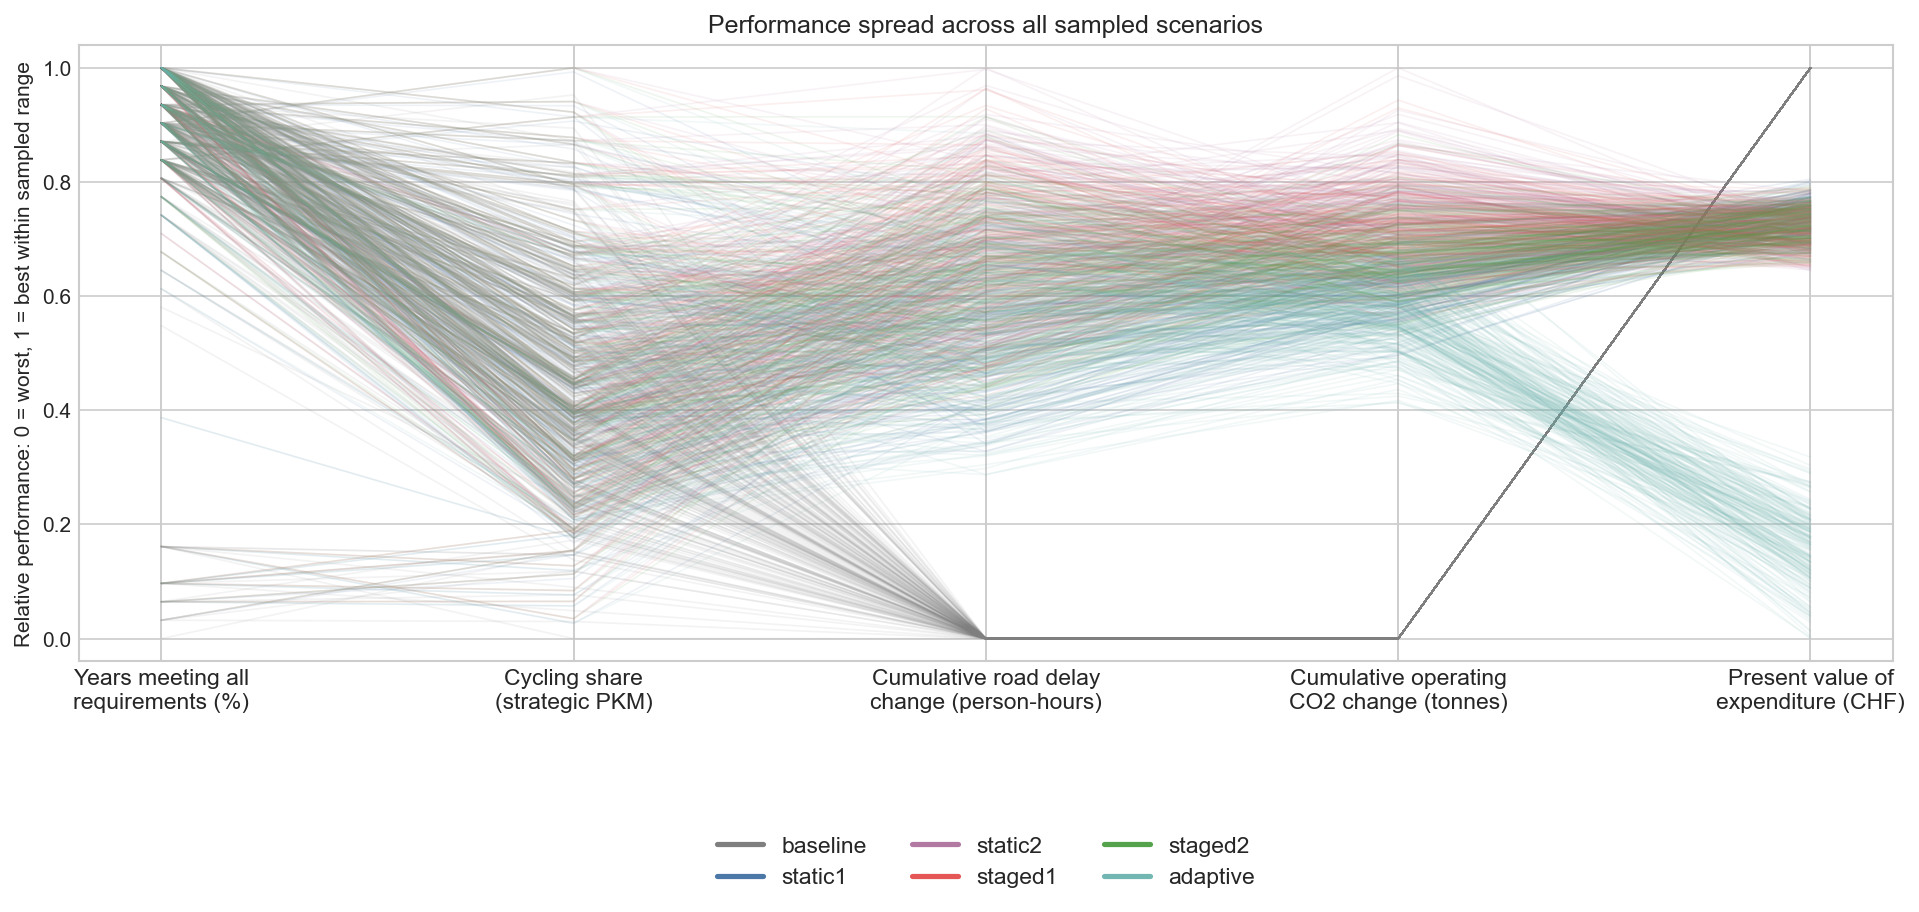 Performance spread across all sampled scenarios
Relative performance: 0 = worst, 1 = best within sampled range
1.0
0.8
0.6
0.4
0.2
0.0
Years meeting all
requirements (%)
Cycling share
(strategic PKM)
Cumulative road delay
change (person-hours)
Cumulative operating
CO2 change (tonnes)
Present value of
expenditure (CHF)
baseline
static1
static2
staged1
staged2
adaptive